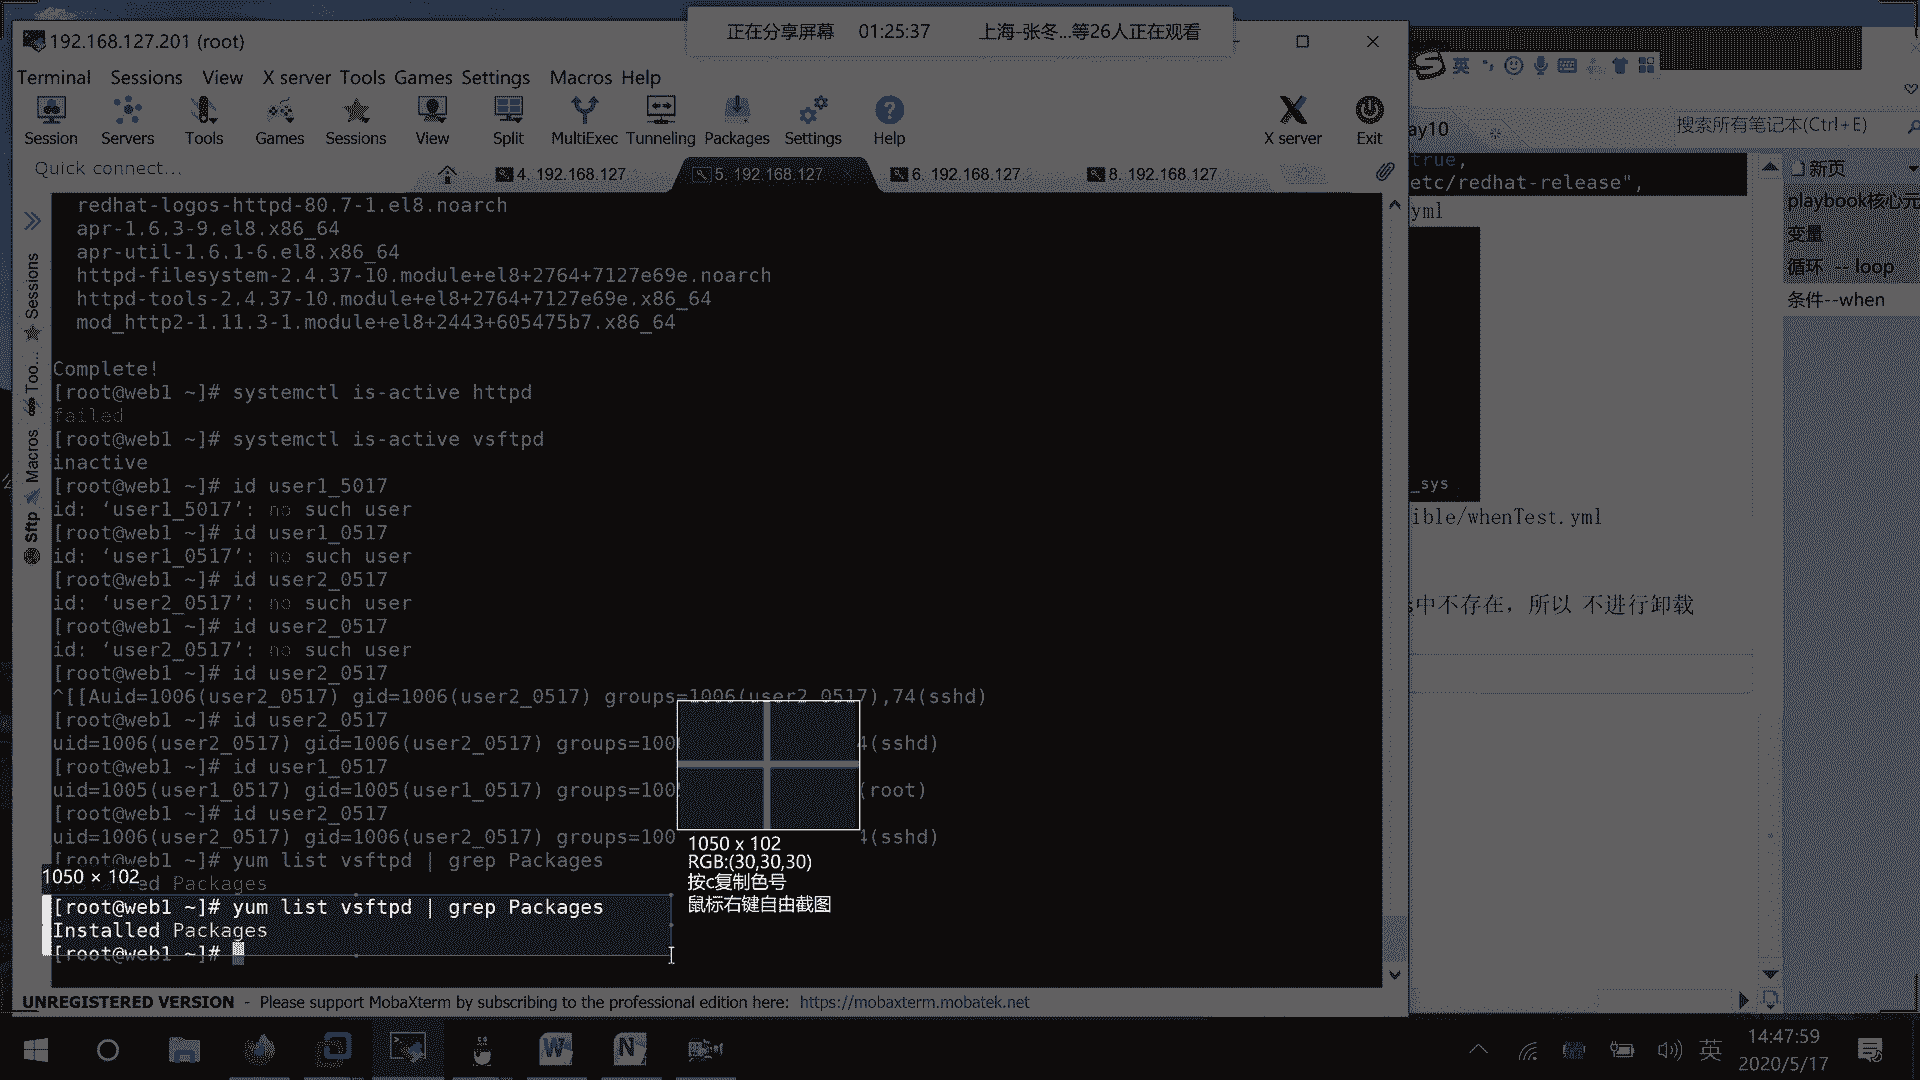 正在分享屏幕 01:25:37 上海-张冬...等26人正在观看
192.168.127.201 (root)
Terminal Sessions View X server Tools Games Settings Macros Help
Session Servers Tools Games Sessions View Split MultiExec Tunneling Packages Settings Help X server Exit
Quick connect...
4. 192.168.127
5. 192.168.127
6. 192.168.127
8. 192.168.127
Sessions
Too...
Macros
Sftp
redhat-logos-httpd-80.7-1.el8.noarch
apr-1.6.3-9.el8.x86_64
apr-util-1.6.1-6.el8.x86_64
httpd-filesystem-2.4.37-10.module+el8+2764+7127e69e.noarch
httpd-tools-2.4.37-10.module+el8+2764+7127e69e.x86_64
mod_http2-1.11.3-1.module+el8+2443+605475b7.x86_64
Complete!
[root@web1 ~]# systemctl is-active httpd
failed
[root@web1 ~]# systemctl is-active vsftpd
inactive
[root@web1 ~]# id user1_5017
id: ‘user1_5017’: no such user
[root@web1 ~]# id user1_0517
id: ‘user1_0517’: no such user
[root@web1 ~]# id user2_0517
id: ‘user2_0517’: no such user
[root@web1 ~]# id user2_0517
id: ‘user2_0517’: no such user
[root@web1 ~]# id user2_0517
^[[Auid=1006(user2_0517) gid=1006(user2_0517) groups=1006(user2_0517),74(sshd)
[root@web1 ~]# id user2_0517
uid=1006(user2_0517) gid=1006(user2_0517) groups=100 4(sshd)
[root@web1 ~]# id user1_0517
uid=1005(user1_0517) gid=1005(user1_0517) groups=100 (root)
[root@web1 ~]# id user2_0517
uid=1006(user2_0517) gid=1006(user2_0517) groups=100 4(sshd)
[root@web1 ~]# yum list vsftpd | grep Packages
Packages
1050 × 102
[root@web1 ~]# yum list vsftpd | grep Packages
Installed Packages
[root@web1 ~]#
1050 x 102
RGB:(30,30,30)
按c复制色号
鼠标右键自由截图
UNREGISTERED VERSION - Please support MobaXterm by subscribing to the professional edition here: https://mobaxterm.mobatek.net
英
ay10
搜索所有笔记本(Ctrl+E)
true,
etc/redhat-release",
yml
_sys
ible/whenTest.yml
中不存在，所以 不进行卸载
新页
playbook核心元
变量
循环 -- loop
条件--when
英
14:47:59
2020/5/17